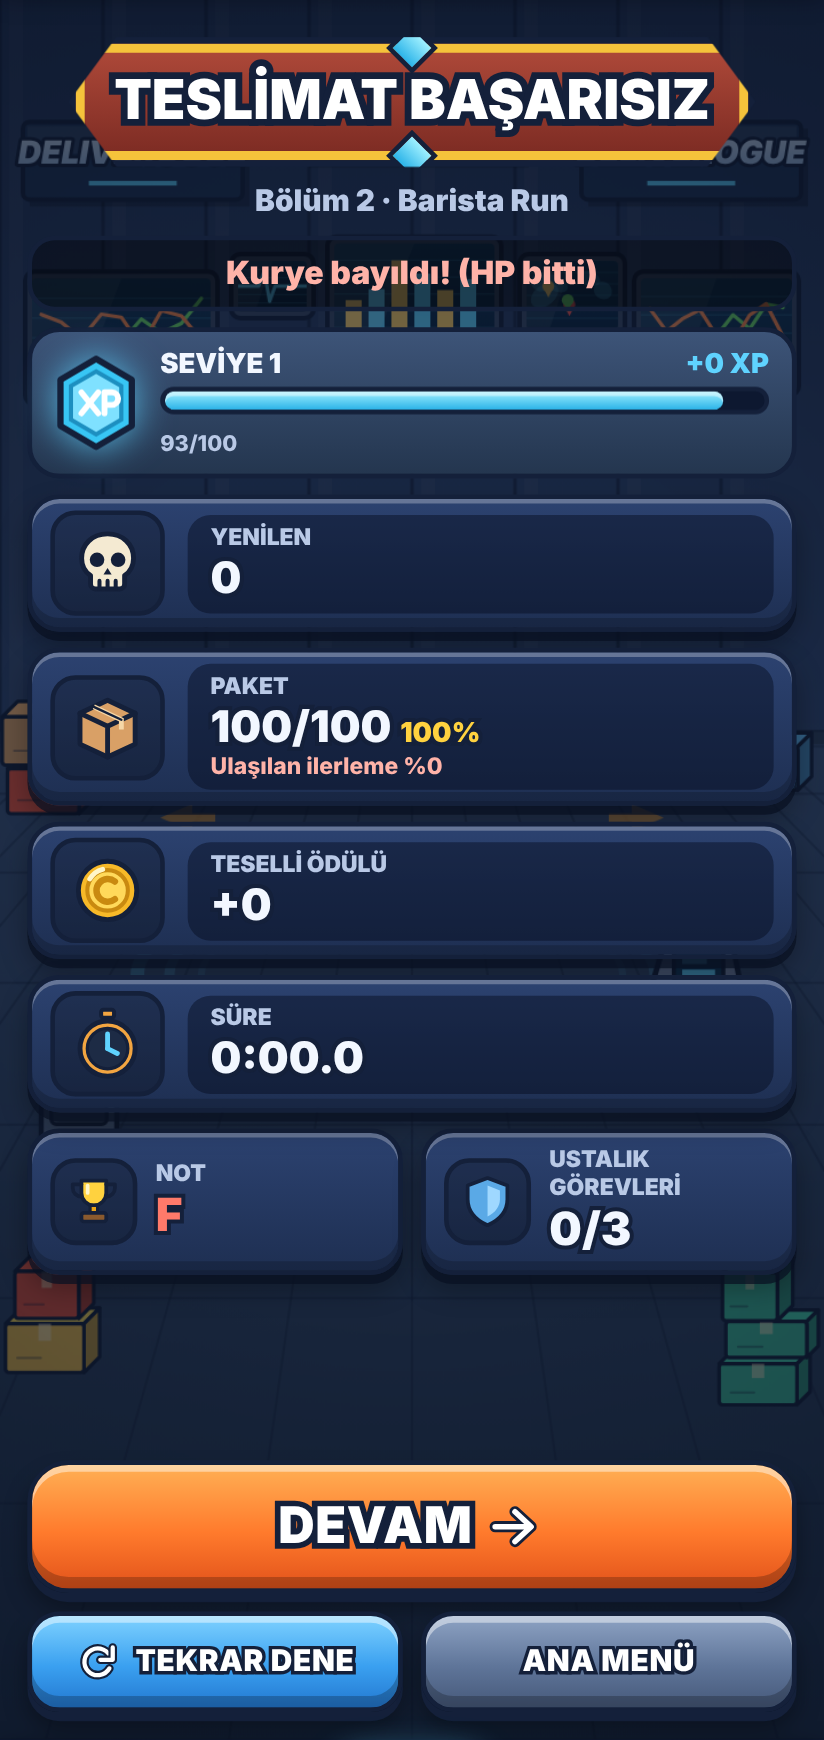 TESLİMAT BAŞARISIZ
DELIV
OGUE
Bölüm 2 · Barista Run
Kurye bayıldı! (HP bitti)
XP
SEVİYE 1
+0 XP
93/100
YENİLEN
0
PAKET
100/100 100%
Ulaşılan ilerleme %0
TESELLİ ÖDÜLÜ
+0
SÜRE
0:00.0
NOT
F
USTALIK
GÖREVLERİ
0/3
DEVAM →
TEKRAR DENE
ANA MENÜ